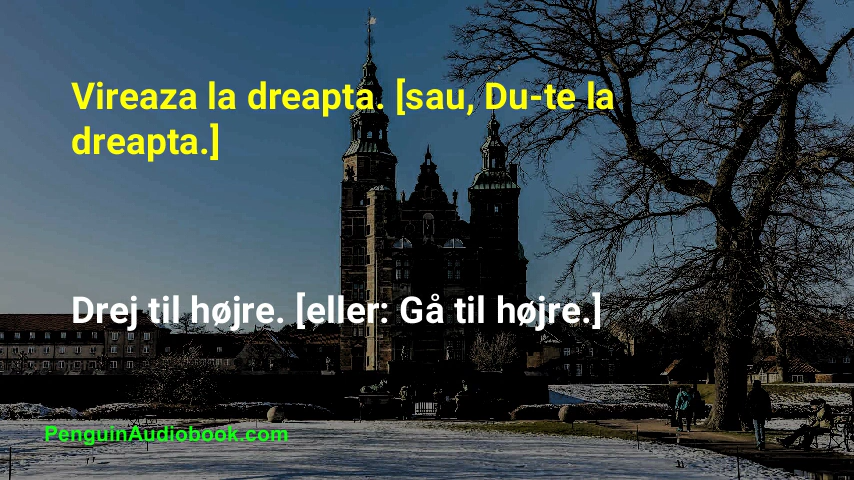 Vireaza la dreapta. [sau, Du-te la
dreapta.]
Drej til højre. [eller: Gå til højre.]
PenguinAudiobook.com